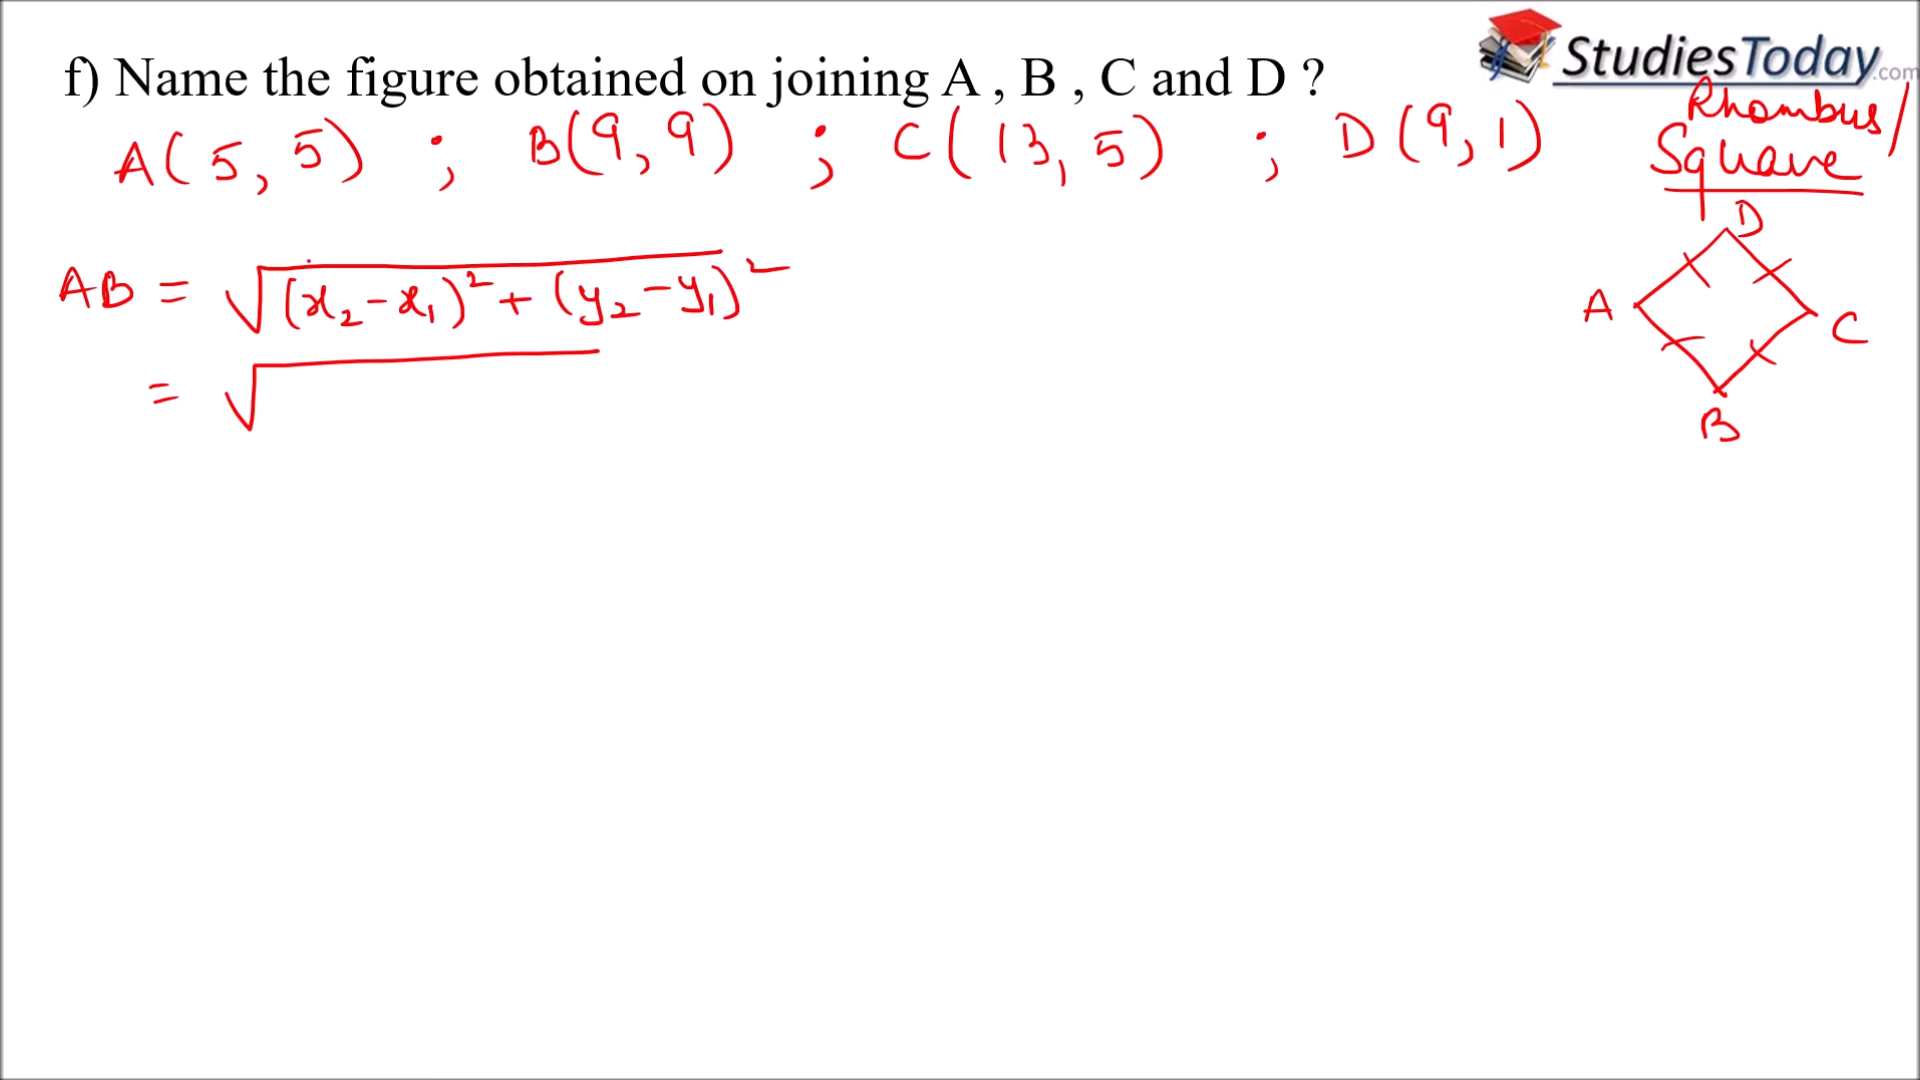 StudiesToday.com
f) Name the figure obtained on joining A , B , C and D ?
Rhombus/
Square
A(5, 5) ; B(9, 9) ; C(13, 5) ; D(9, 1)
AB = √(x₂-x₁)²+(y₂-y₁)²
= √
D
A
C
B